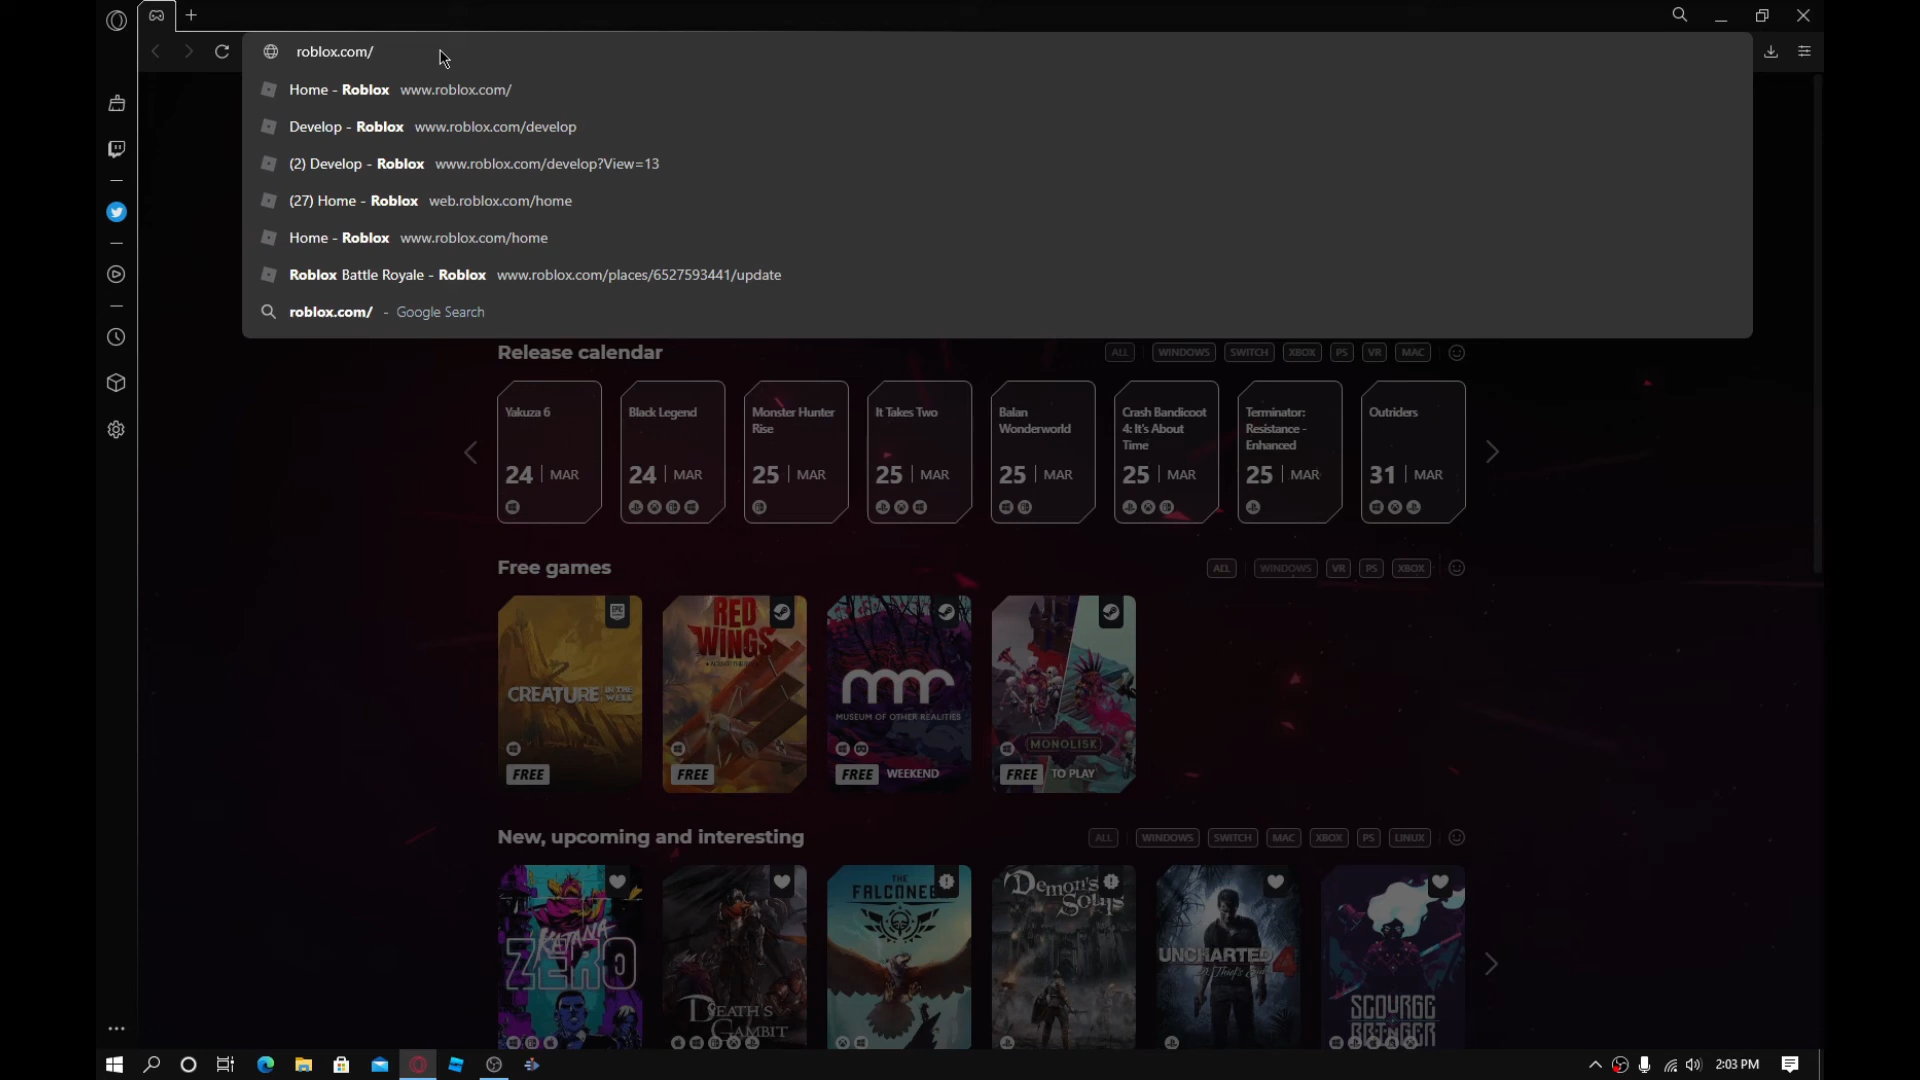 roblox.com/
Home - Roblox www.roblox.com/
Develop - Roblox www.roblox.com/develop
(2) Develop - Roblox www.roblox.com/develop?View=13
(27) Home - Roblox web.roblox.com/home
Home - Roblox www.roblox.com/home
Roblox Battle Royale - Roblox www.roblox.com/places/6527593441/update
roblox.com/ - Google Search
Release calendar
ALL WINDOWS SWITCH XBOX PS VR MAC
Yakuza 6
24 | MAR
Black Legend
24 | MAR
Monster Hunter
Rise
25 | MAR
It Takes Two
25 | MAR
Balan
Wonderworld
25 | MAR
Crash Bandicoot
4: It's About
Time
25 | MAR
Terminator:
Resistance -
Enhanced
25 | MAR
Outriders
31 | MAR
Free games
ALL WINDOWS VR PS XBOX
EPIC
CREATURE IN THE WELL
FREE
RED
WINGS
FREE
MUSEUM OF OTHER REALITIES
FREE WEEKEND
MONOLISK
FREE TO PLAY
New, upcoming and interesting
ALL WINDOWS SWITCH MAC XBOX PS LINUX
KATANA
ZERO
DEATH'S
GAMBIT
THE
FALCONEER
Demon's
Souls
UNCHARTED 4
A Thief's End
SCOURGE
BRINGER
2:03 PM